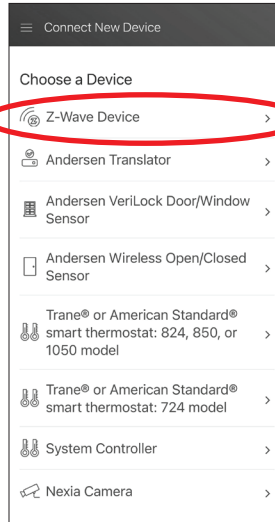 Connect New Device
Choose a Device
Z-Wave Device
Andersen Translator
Andersen VeriLock Door/Window
Sensor
Andersen Wireless Open/Closed
Sensor
Trane® or American Standard®
smart thermostat: 824, 850, or
1050 model
Trane® or American Standard®
smart thermostat: 724 model
System Controller
Nexia Camera